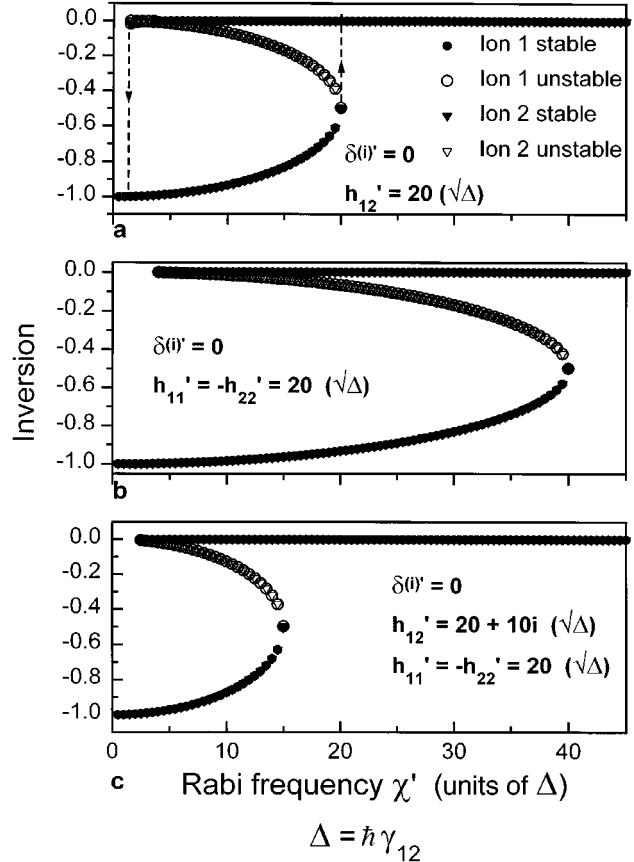 0.0
-0.2
-0.4
-0.6
-0.8
-1.0
Ion 1 stable
Ion 1 unstable
Ion 2 stable
Ion 2 unstable
δ(i)' = 0
h12' = 20 (√Δ)
a
0.0
-0.2
-0.4
-0.6
-0.8
-1.0
δ(i)' = 0
h11' = -h22' = 20 (√Δ)
b
Inversion
0.0
-0.2
-0.4
-0.6
-0.8
-1.0
δ(i)' = 0
h12' = 20 + 10i (√Δ)
h11' = -h22' = 20 (√Δ)
0 10 20 30 40
c Rabi frequency χ' (units of Δ)
Δ = ℏ γ12